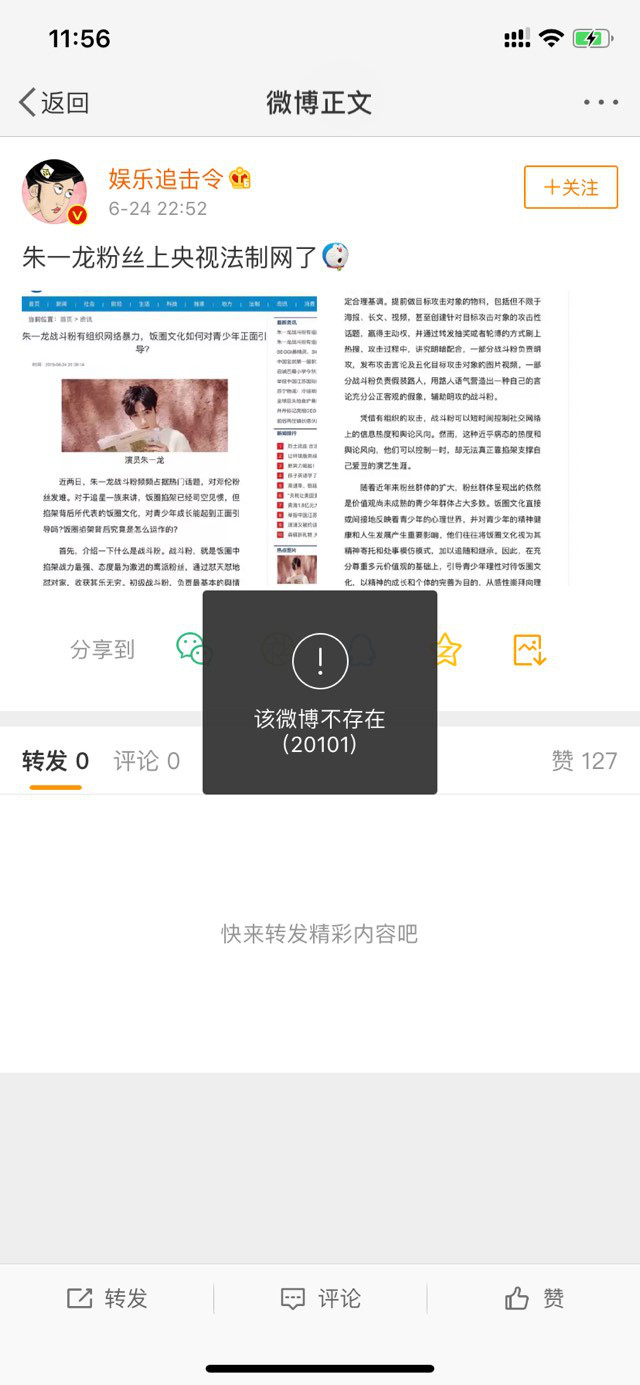 11:56
返回
微博正文
娱乐追击令
6-24 22:52
+关注
朱一龙粉丝上央视法制网了
首页 新闻 社会 财经 生活 科技 地方 法制 消费
当前位置：首页 > 资讯
朱一龙战斗粉有组织网络暴力，饭圈文化如何对青少年正面引
导?
演员朱一龙
近两日，朱一龙战斗粉频频占据热门话题，对邓伦粉
丝发难。对于追星一族来讲，饭圈掐架已经司空见惯，但
掐架背后所代表的饭圈文化，对青少年成长能起到正面引
导吗?饭圈掐架背后究竟是怎么运作的?
首先，介绍一下什么是战斗粉。战斗粉，就是饭圈中
掐架战力最强、态度最为激进的鹰派粉丝，通过怼天怼地
怼对家，收获其乐无穷。初级战斗粉，负责最基本的舆情
最新资讯
新闻排行
热点图片
定合理基调。提前做目标攻击对象的物料，包括但不限于
海报、长文、视频，甚至创建针对目标攻击对象的攻击性
话题，赢得主动权，并通过转发抽奖或者轮博的方式刷上
热搜。攻击过程中，讲究明暗配合，一部分战斗粉负责明
攻，发布攻击言论及丑化目标攻击对象的图片视频，一部
分战斗粉负责假装路人，用路人语气营造出一种自己的言
论充分公正客观的假象，辅助明攻的战斗粉。
凭借有组织的攻击，战斗粉可以短时间控制社交网络
上的信息热度和舆论风向。然而，这种近乎病态的热度和
舆论风向，他们可以控制一时，却无法真正靠掐架支撑自
己爱豆的演艺生涯。
随着近年来粉丝群体的扩大，粉丝群体呈现出的依然
是价值观尚未成熟的青少年群体占大多数。饭圈文化直接
或间接地反映着青少年的心理世界，并对青少年的精神健
康和人生发展产生重要影响，他们往往将饭圈文化视为其
精神寄托和处事模仿模式，加以追随和继承。因此，在充
分尊重多元价值观的基础上，引导青少年理性对待饭圈文
化，以精神的成长和个体的完善为目的，从感性崇拜向理
分享到
该微博不存在
(20101)
转发 0
评论 0
赞 127
快来转发精彩内容吧
转发
评论
赞